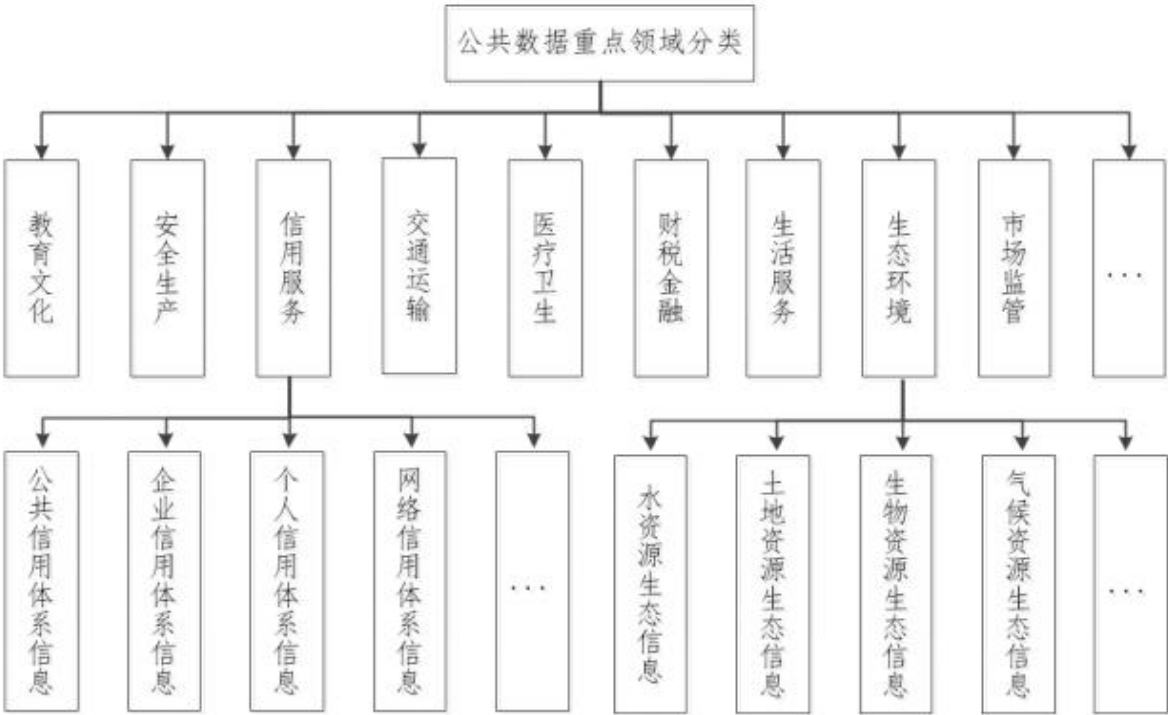 公共数据重点领域分类
教育文化
安全生产
信用服务
交通运输
医疗卫生
财税金融
生活服务
生态环境
市场监管
...
公共信用体系信息
企业信用体系信息
个人信用体系信息
网络信用体系信息
...
水资源生态信息
土地资源生态信息
生物资源生态信息
气候资源生态信息
...